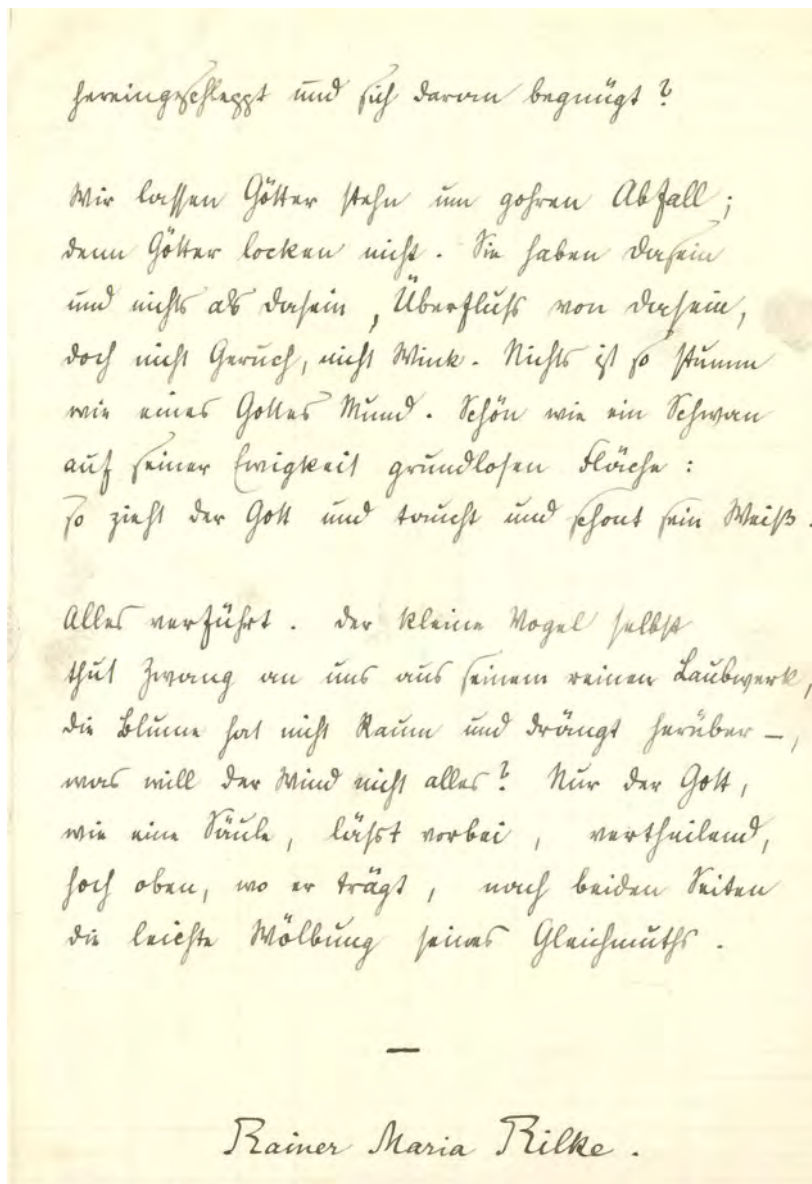 hereingeschleppt und sich daran begnügt?
Wir lassen Götter stehn um gohren Abfall;
denn Götter locken nicht. Sie haben Dasein
und nichts als Dasein, Überfluss von Dasein,
doch nicht Geruch, nicht Wink. Nichts ist so stumm
wie eines Gottes Mund. Schön wie ein Schwan
auf seiner Ewigkeit grundlosen Fläche:
so zieht der Gott und taucht und schont sein Weiß.
Alles verführt. Der kleine Vogel selbst
thut Zwang an uns aus seinem reinen Laubwerk,
die Blume hat nicht Raum und drängt herüber –,
was will der Wind nicht alles? Nur der Gott,
wie eine Säule, lässt vorbei, vertheilend,
hoch oben, wo er trägt, nach beiden Seiten
die leichte Wölbung seines Gleichmuths.
—
Rainer Maria Rilke.